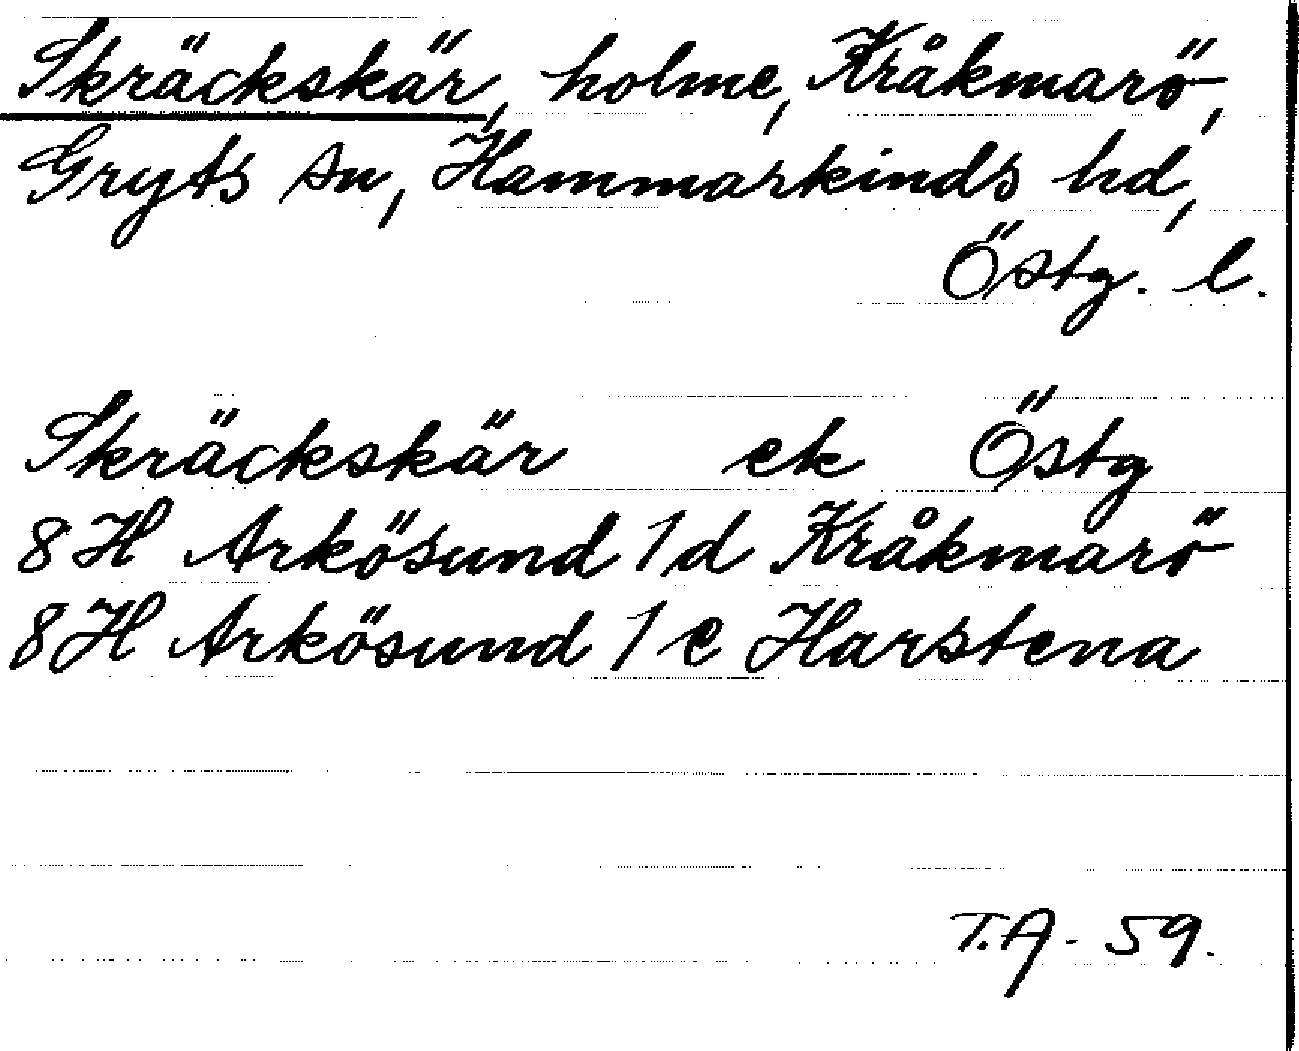 Skräckskär, holme, Kråkmarö,
Gryts sn, Hammarkinds hd,
Östg. l.
Skräckskär ek Östg
8H Arkösund 1d Kråkmarö
8H Arkösund 1e Harstena
T.A - 59.